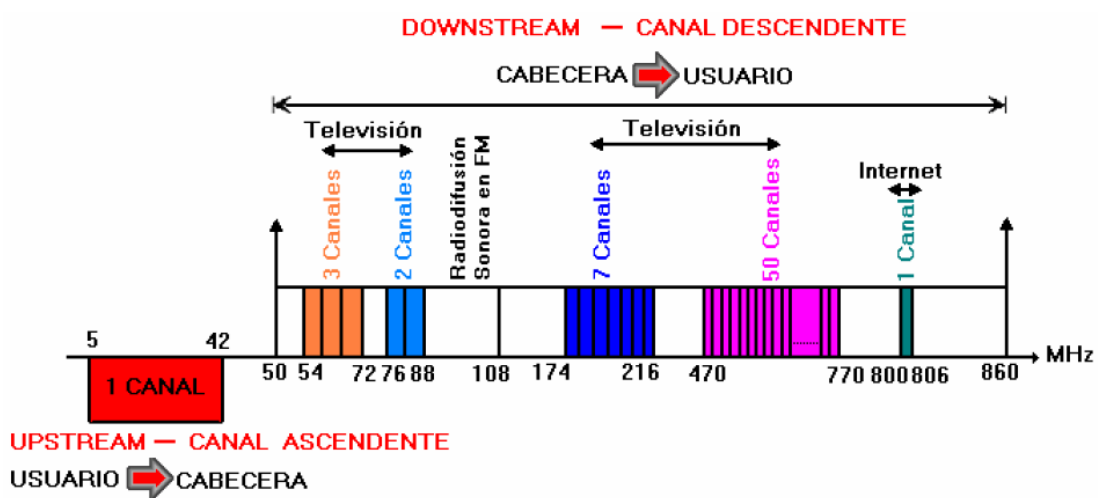 DOWNSTREAM — CANAL DESCENDENTE
CABECERA USUARIO
Televisión
Televisión
Internet
3 Canales
2 Canales
Radiodifusión
Sonora en FM
7 Canales
50 Canales
1 Canal
5 42
1 CANAL
50 54 72 76 88 108 174 216 470 770 800 806 860 MHz
UPSTREAM — CANAL ASCENDENTE
USUARIO CABECERA